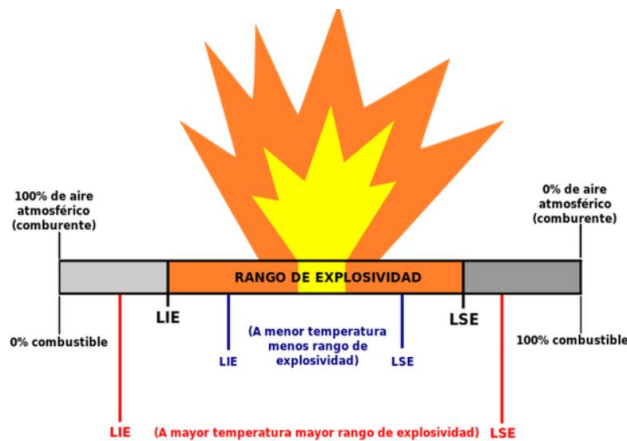 100% de aire
atmosférico
(comburente)
0% de aire
atmosférico
(comburente)
RANGO DE EXPLOSIVIDAD
LIE
LSE
0% combustible
100% combustible
(A menor temperatura
menos rango de
explosividad)
LIE
LSE
LIE
(A mayor temperatura mayor rango de explosividad)
LSE